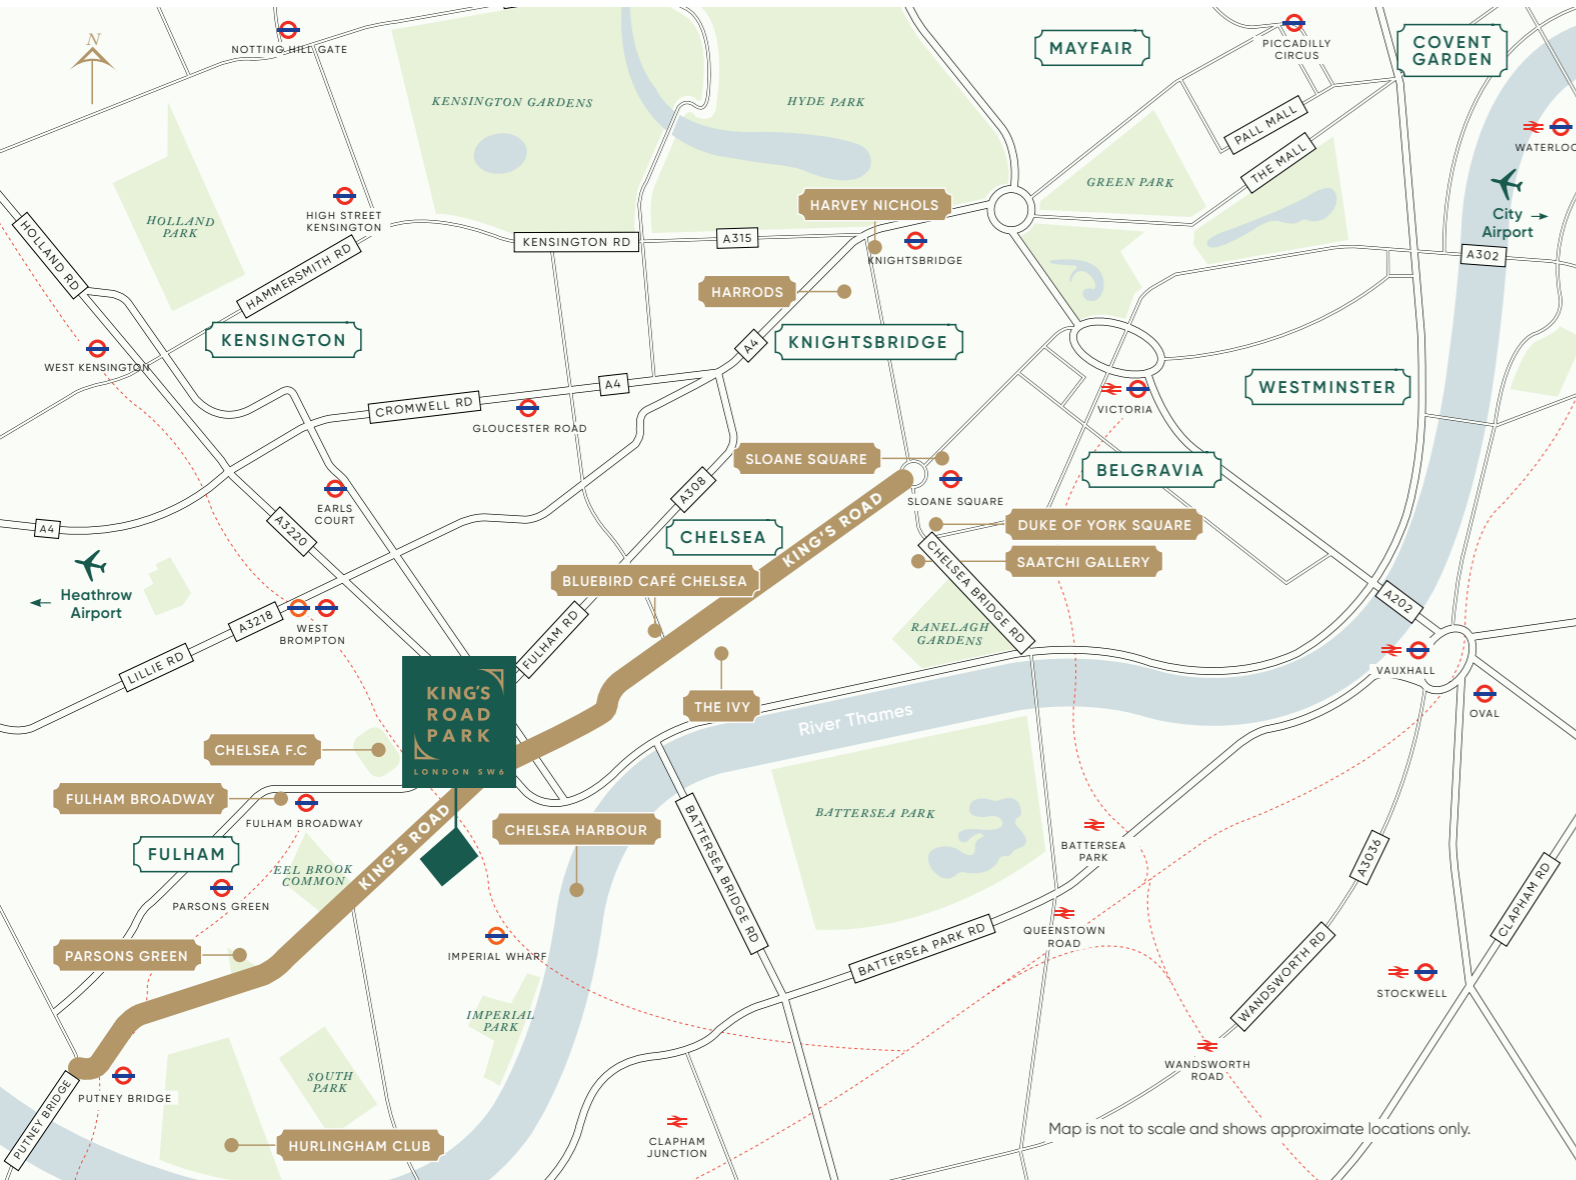 N
NOTTING HILL GATE
KENSINGTON GARDENS
HYDE PARK
MAYFAIR
PICCADILLY
CIRCUS
COVENT
GARDEN
PALL MALL
THE MALL
WATERLOO
GREEN PARK
City
Airport
HOLLAND
PARK
HIGH STREET
KENSINGTON
HARVEY NICHOLS
HOLLAND RD
HAMMERSMITH RD
KENSINGTON RD
A315
KNIGHTSBRIDGE
A302
HARRODS
KENSINGTON
KNIGHTSBRIDGE
A4
WEST KENSINGTON
CROMWELL RD
A4
GLOUCESTER ROAD
VICTORIA
WESTMINSTER
SLOANE SQUARE
BELGRAVIA
A308
SLOANE SQUARE
EARLS
COURT
A4
A3220
CHELSEA
KING'S ROAD
DUKE OF YORK SQUARE
SAATCHI GALLERY
CHELSEA BRIDGE RD
Heathrow
Airport
BLUEBIRD CAFÉ CHELSEA
A3218
WEST
BROMPTON
LILLIE RD
FULHAM RD
RANELAGH
GARDENS
A202
VAUXHALL
OVAL
KING'S
ROAD
PARK
LONDON SW6
THE IVY
River Thames
CHELSEA F.C
FULHAM BROADWAY
FULHAM BROADWAY
KING'S ROAD
CHELSEA HARBOUR
BATTERSEA BRIDGE RD
BATTERSEA PARK
BATTERSEA
PARK
A3036
FULHAM
EEL BROOK
COMMON
PARSONS GREEN
PARSONS GREEN
IMPERIAL WHARF
BATTERSEA PARK RD
QUEENSTOWN
ROAD
CLAPHAM RD
WANDSWORTH RD
STOCKWELL
IMPERIAL
PARK
SOUTH
PARK
PUTNEY BRIDGE
PUTNEY BRIDGE
WANDSWORTH
ROAD
HURLINGHAM CLUB
CLAPHAM
JUNCTION
Map is not to scale and shows approximate locations only.